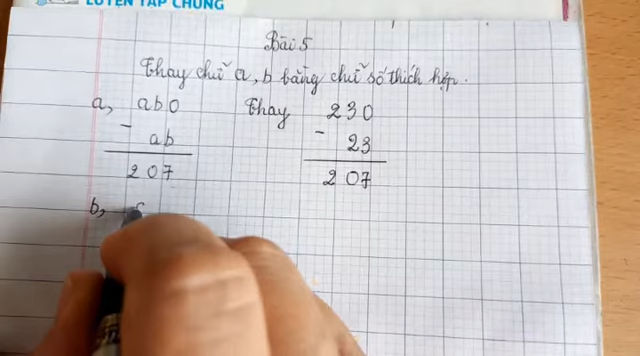 LUYỆN TẬP CHUNG
Bài 5
Thay chữ a, b bằng chữ số thích hợp.
a, ab0 Thay 230
- -
ab 23
207 207
b,